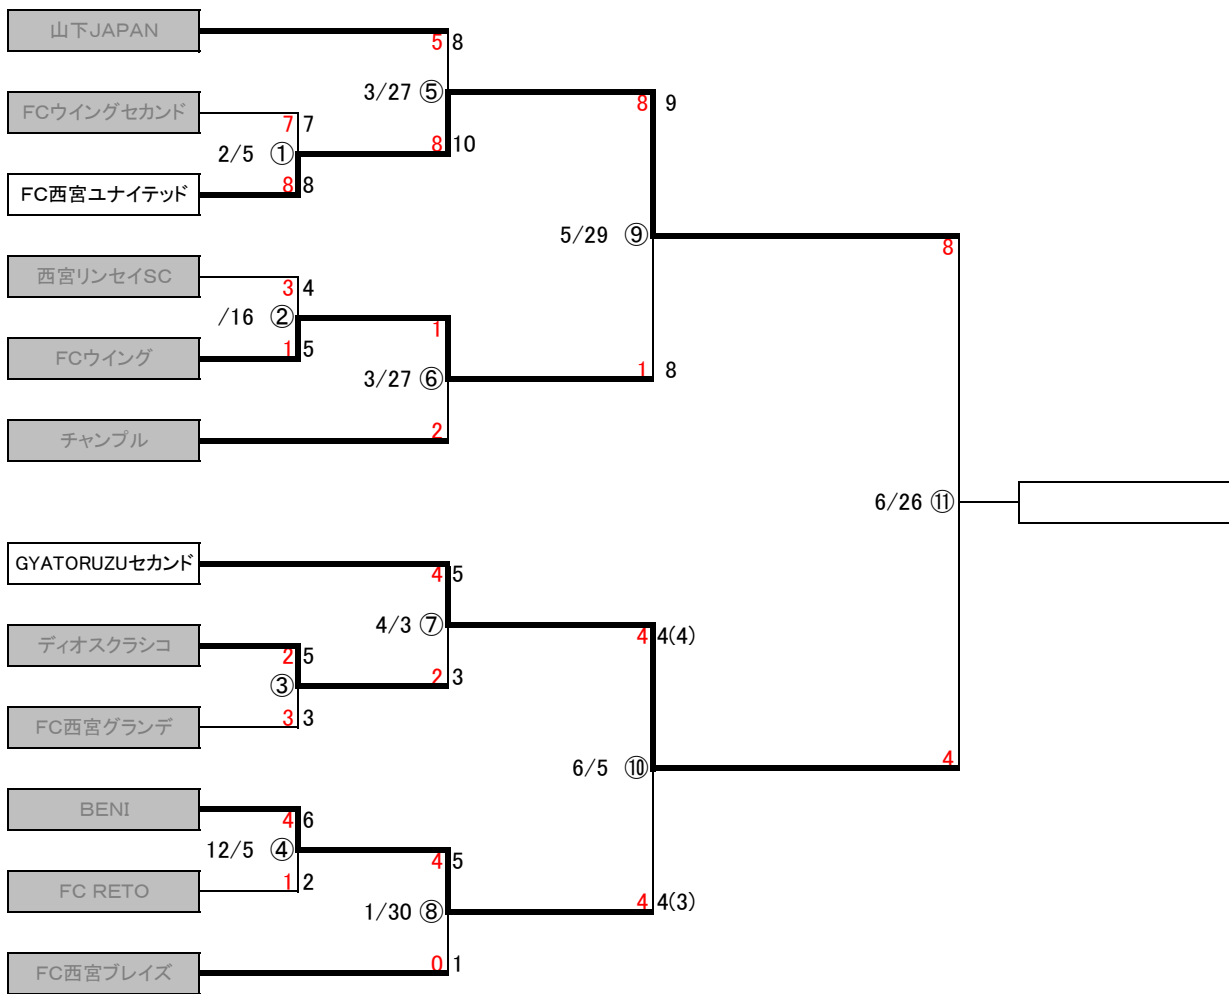 山下JAPAN
5 8
3/27 ⑤
8 9
FCウイングセカンド
7 7
2/5 ①
8 10
FC西宮ユナイテッド
8 8
5/29 ⑨
8
西宮リンセイSC
3 4
/16 ②
1
FCウイング
1 5
3/27 ⑥
1 8
チャンプル
2
6/26 ⑪
GYATORUZUセカンド
4 5
4/3 ⑦
4 4(4)
ディオスクラシコ
2 5
③
2 3
FC西宮グランデ
3 3
6/5 ⑩
4
BENI
4 6
12/5 ④
4 5
FC RETO
1 2
1/30 ⑧
4 4(3)
FC西宮ブレイズ
0 1